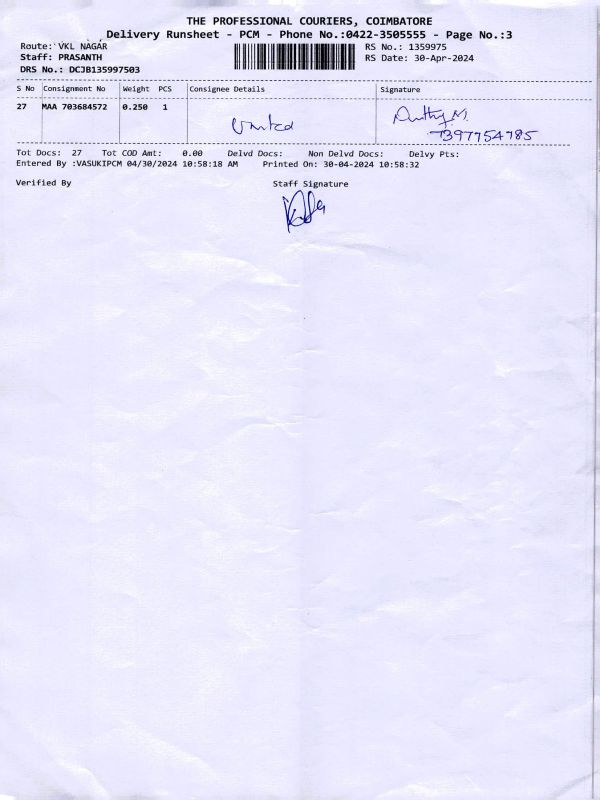 THE PROFESSIONAL COURIERS, COIMBATORE
Delivery Runsheet - PCM - Phone No.:0422-3505555 - Page No.:3
Route: VKL NAGAR RS No.: 1359975
Staff: PRASANTH RS Date: 30-Apr-2024
DRS No.: DCJB135997503
S No Consignment No Weight PCS Consignee Details Signature
27 MAA 703684572 0.250 1
United 7397754785
Tot Docs: 27 Tot COD Amt: 0.00 Delvd Docs: Non Delvd Docs: Delvy Pts:
Entered By :VASUKIPCM 04/30/2024 10:58:18 AM Printed On: 30-04-2024 10:58:32
Verified By Staff Signature